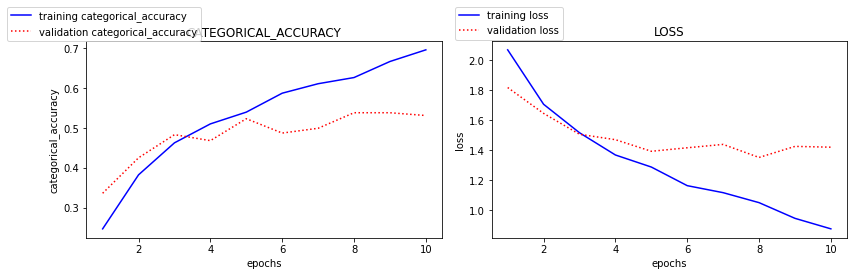 training categorical_accuracy
validation categorical_accuracy
CATEGORICAL_ACCURACY
0.7
0.6
0.5
0.4
0.3
categorical_accuracy
2
4
6
8
10
epochs
training loss
validation loss
LOSS
2.0
1.8
1.6
1.4
1.2
1.0
loss
2
4
6
8
10
epochs